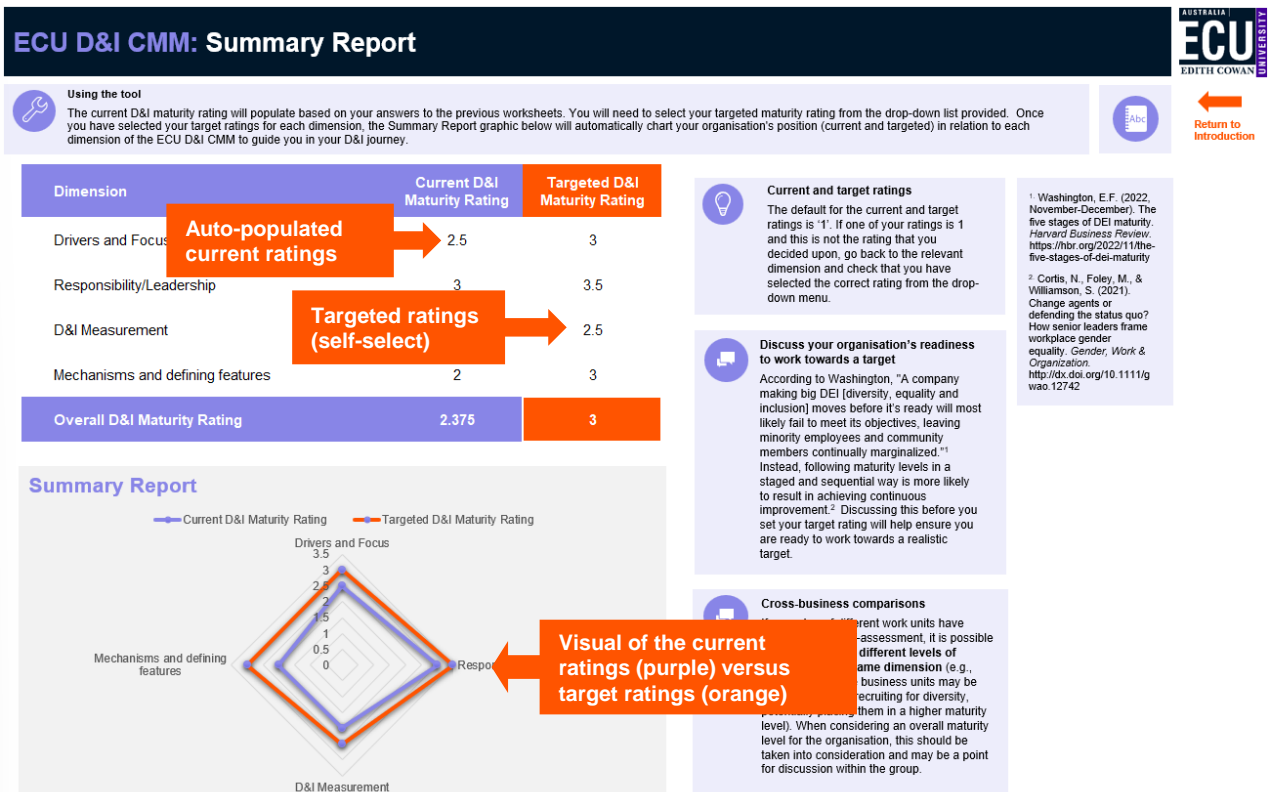 ECU D&I CMM: Summary Report
AUSTRALIA
ECU
EDITH COWAN
UNIVERSITY
Using the tool
The current D&I maturity rating will populate based on your answers to the previous worksheets. You will need to select your targeted maturity rating from the drop-down list provided. Once
you have selected your target ratings for each dimension, the Summary Report graphic below will automatically chart your organisation's position (current and targeted) in relation to each
dimension of the ECU D&I CMM to guide you in your D&I journey.
Abc
Return to
Introduction
Dimension
Current D&I
Maturity Rating
Targeted D&I
Maturity Rating
Drivers and Focus
2.5
3
Auto-populated
current ratings
Responsibility/Leadership
3
3.5
Targeted ratings
(self-select)
D&I Measurement
2.5
Mechanisms and defining features
2
3
Overall D&I Maturity Rating
2.375
3
Summary Report
Current D&I Maturity Rating
Targeted D&I Maturity Rating
Drivers and Focus
3.5
3
2.5
2
1.5
1
0.5
0
Mechanisms and defining
features
Respor
D&I Measurement
Visual of the current
ratings (purple) versus
target ratings (orange)
Current and target ratings
The default for the current and target
ratings is '1'. If one of your ratings is 1
and this is not the rating that you
decided upon, go back to the relevant
dimension and check that you have
selected the correct rating from the drop-
down menu.
Discuss your organisation's readiness
to work towards a target
According to Washington, "A company
making big DEI [diversity, equality and
inclusion] moves before it's ready will most
likely fail to meet its objectives, leaving
minority employees and community
members continually marginalized."1
Instead, following maturity levels in a
staged and sequential way is more likely
to result in achieving continuous
improvement.2 Discussing this before you
set your target rating will help ensure you
are ready to work towards a realistic
target.
Cross-business comparisons
erent work units have
-assessment, it is possible
different levels of
ame dimension (e.g.,
business units may be
recruiting for diversity,
them in a higher maturity
level). When considering an overall maturity
level for the organisation, this should be
taken into consideration and may be a point
for discussion within the group.
1. Washington, E.F. (2022,
November-December). The
five stages of DEI maturity.
Harvard Business Review.
https://hbr.org/2022/11/the-
five-stages-of-dei-maturity
2. Cortis, N., Foley, M., &
Williamson, S. (2021).
Change agents or
defending the status quo?
How senior leaders frame
workplace gender
equality. Gender, Work &
Organization.
http://dx.doi.org/10.1111/g
wao.12742